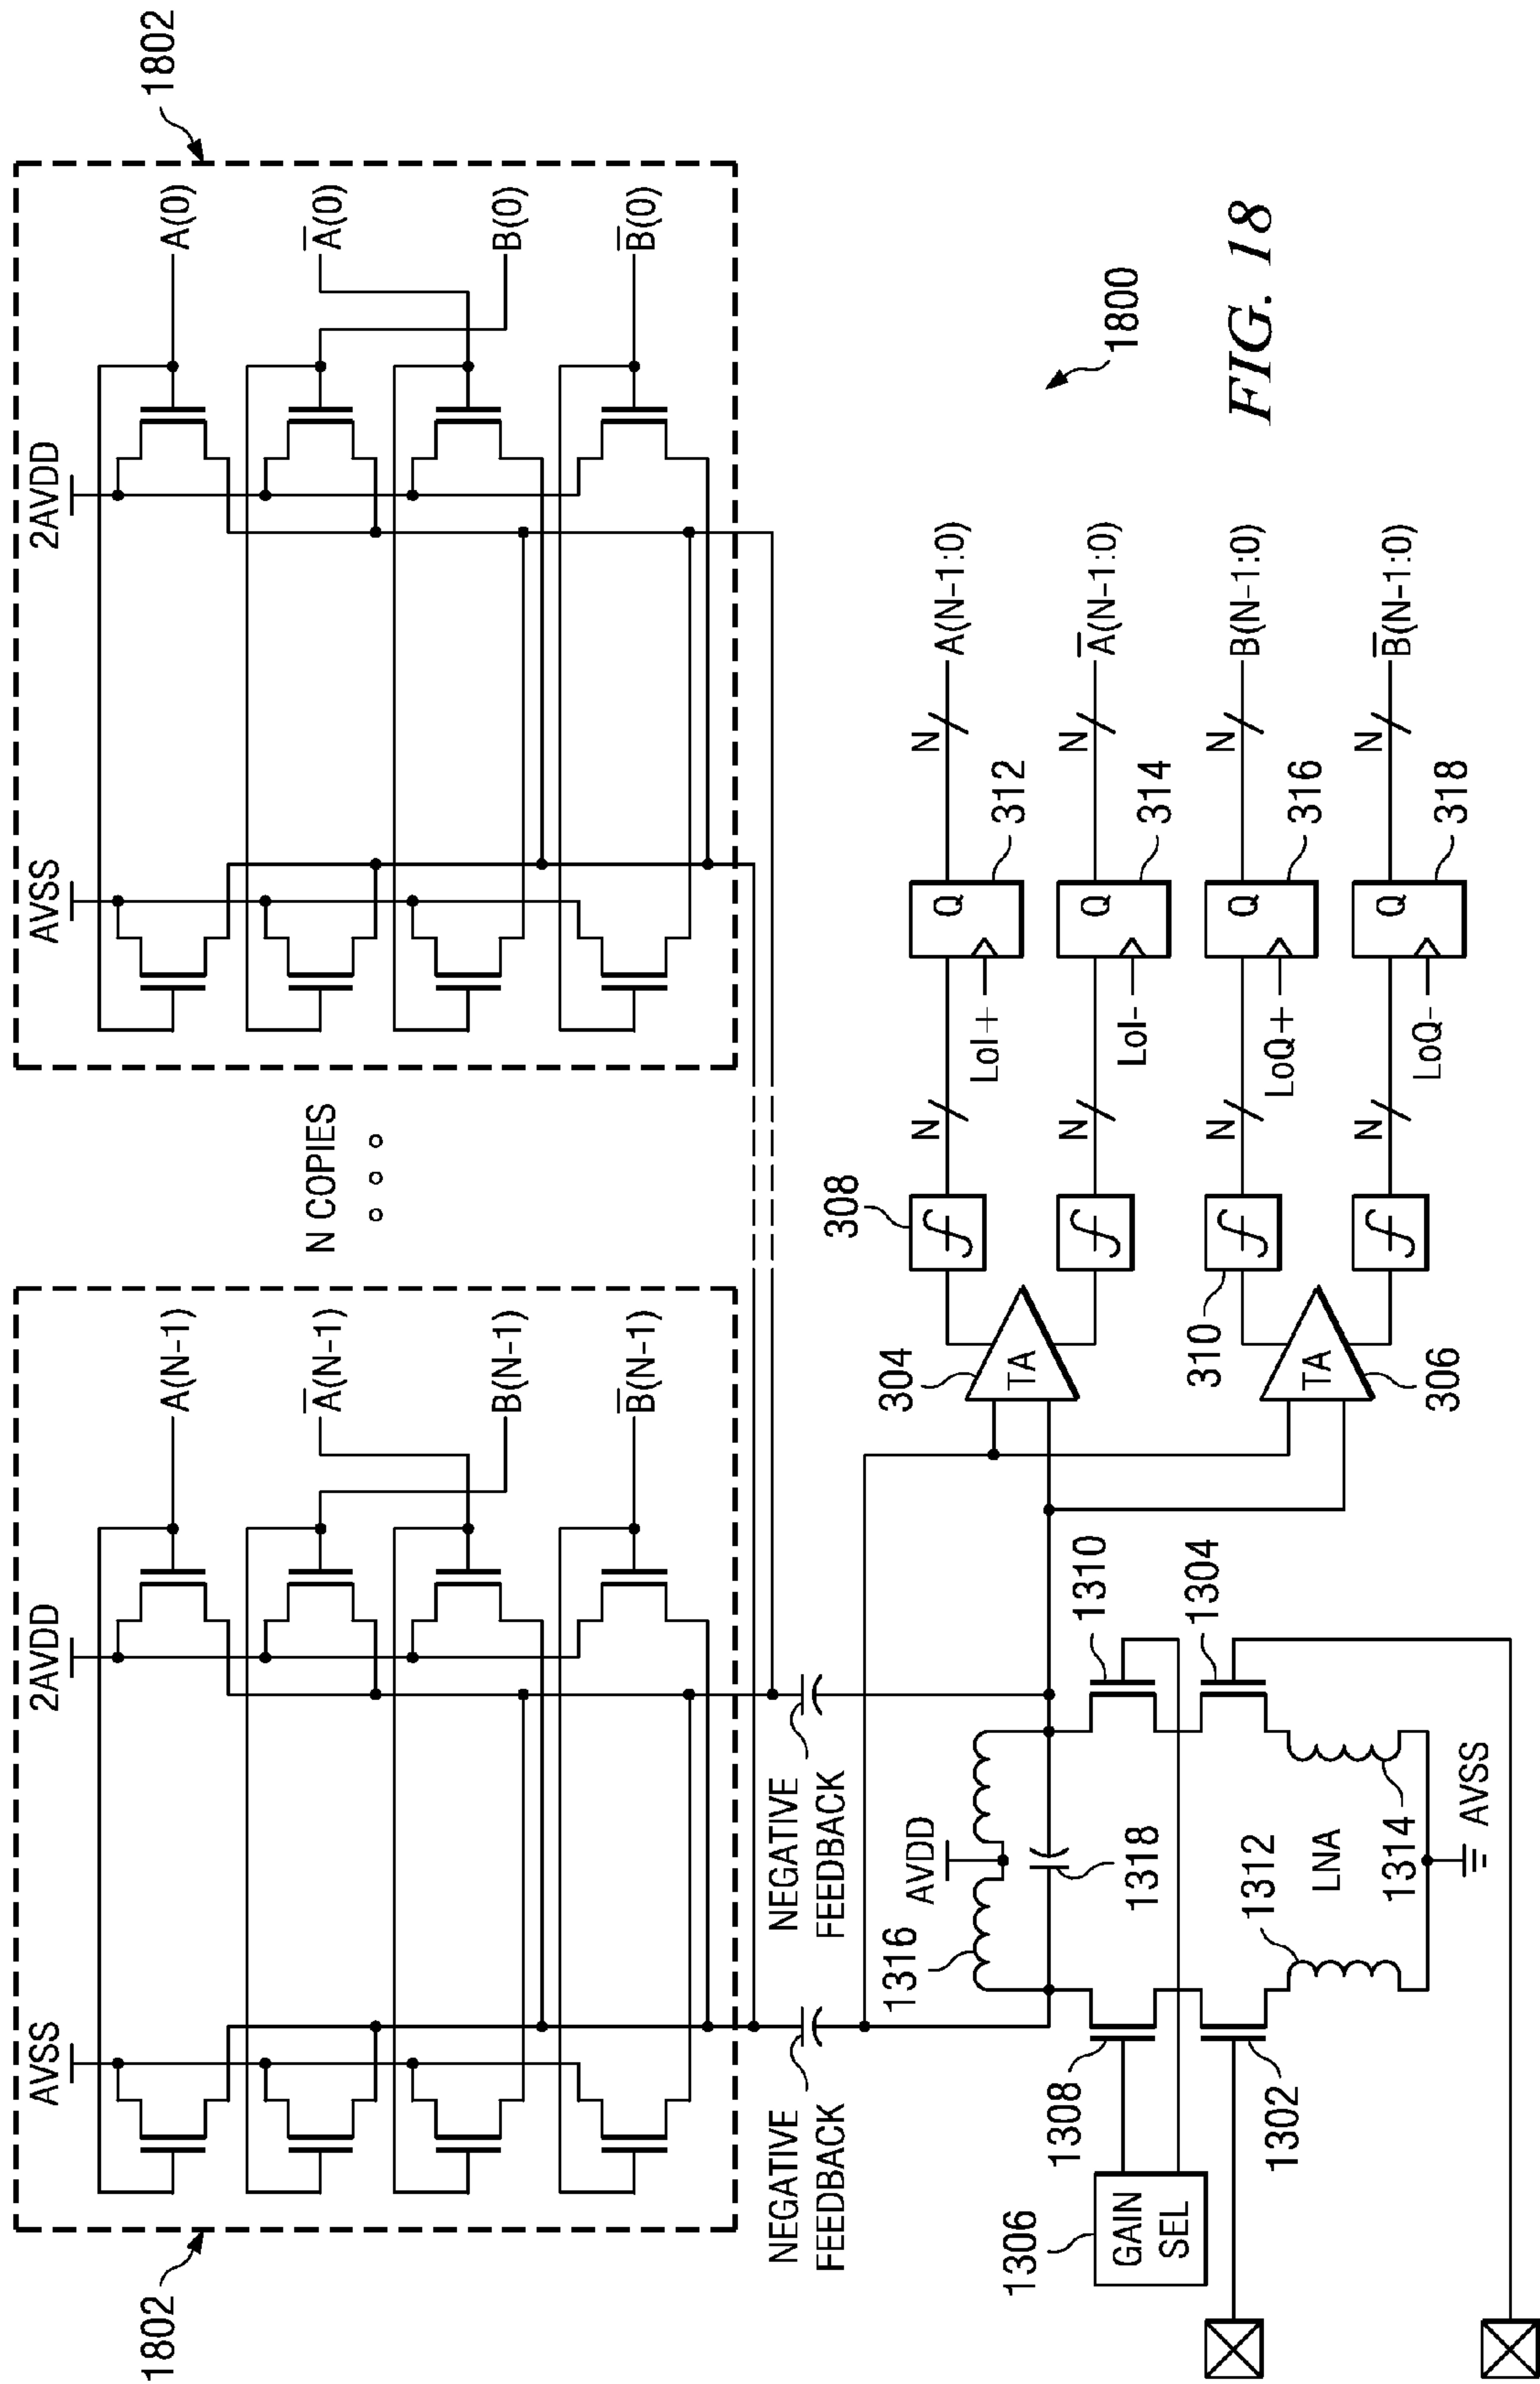 1802
1802
AVSS
2AVDD
A(N-1)
A̅(N-1)
B(N-1)
B̅(N-1)
N COPIES
AVSS
2AVDD
A(0)
A̅(0)
B(0)
B̅(0)
NEGATIVE
FEEDBACK
NEGATIVE
FEEDBACK
1306
GAIN
SEL
1308
1302
1316
AVDD
1318
1312
LNA
1314
AVSS
1310
1304
304
TA
310
TA
306
308
N
N
N
N
LoI+
LoI-
LoQ+
LoQ-
Q
312
Q
314
Q
316
Q
318
N
N
N
N
A(N-1:0)
A̅(N-1:0)
B(N-1:0)
B̅(N-1:0)
1800
FIG. 18